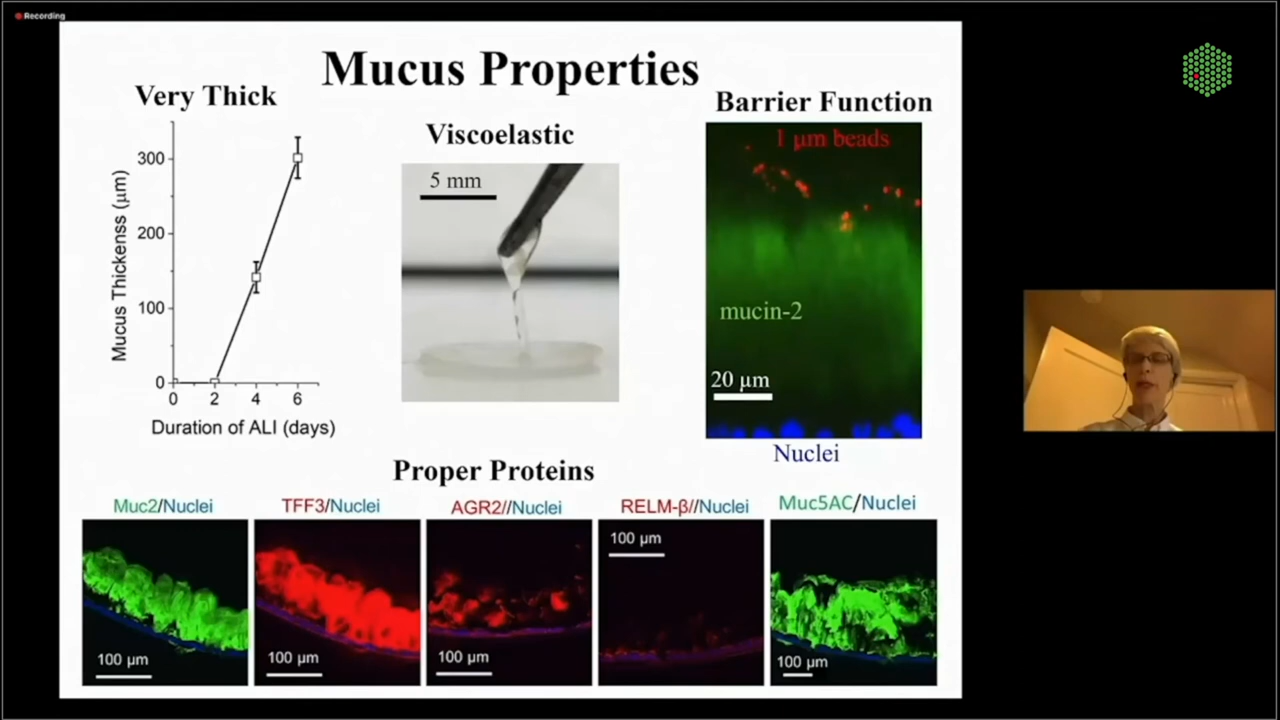 Recording
Mucus Properties
Very Thick
Mucus Thickenss (µm)
300
200
100
0
0 2 4 6
Duration of ALI (days)
Viscoelastic
5 mm
Barrier Function
1 µm beads
mucin-2
20 µm
Nuclei
Proper Proteins
Muc2/Nuclei
100 µm
TFF3/Nuclei
100 µm
AGR2//Nuclei
100 µm
RELM-β//Nuclei
100 µm
Muc5AC/Nuclei
100 µm